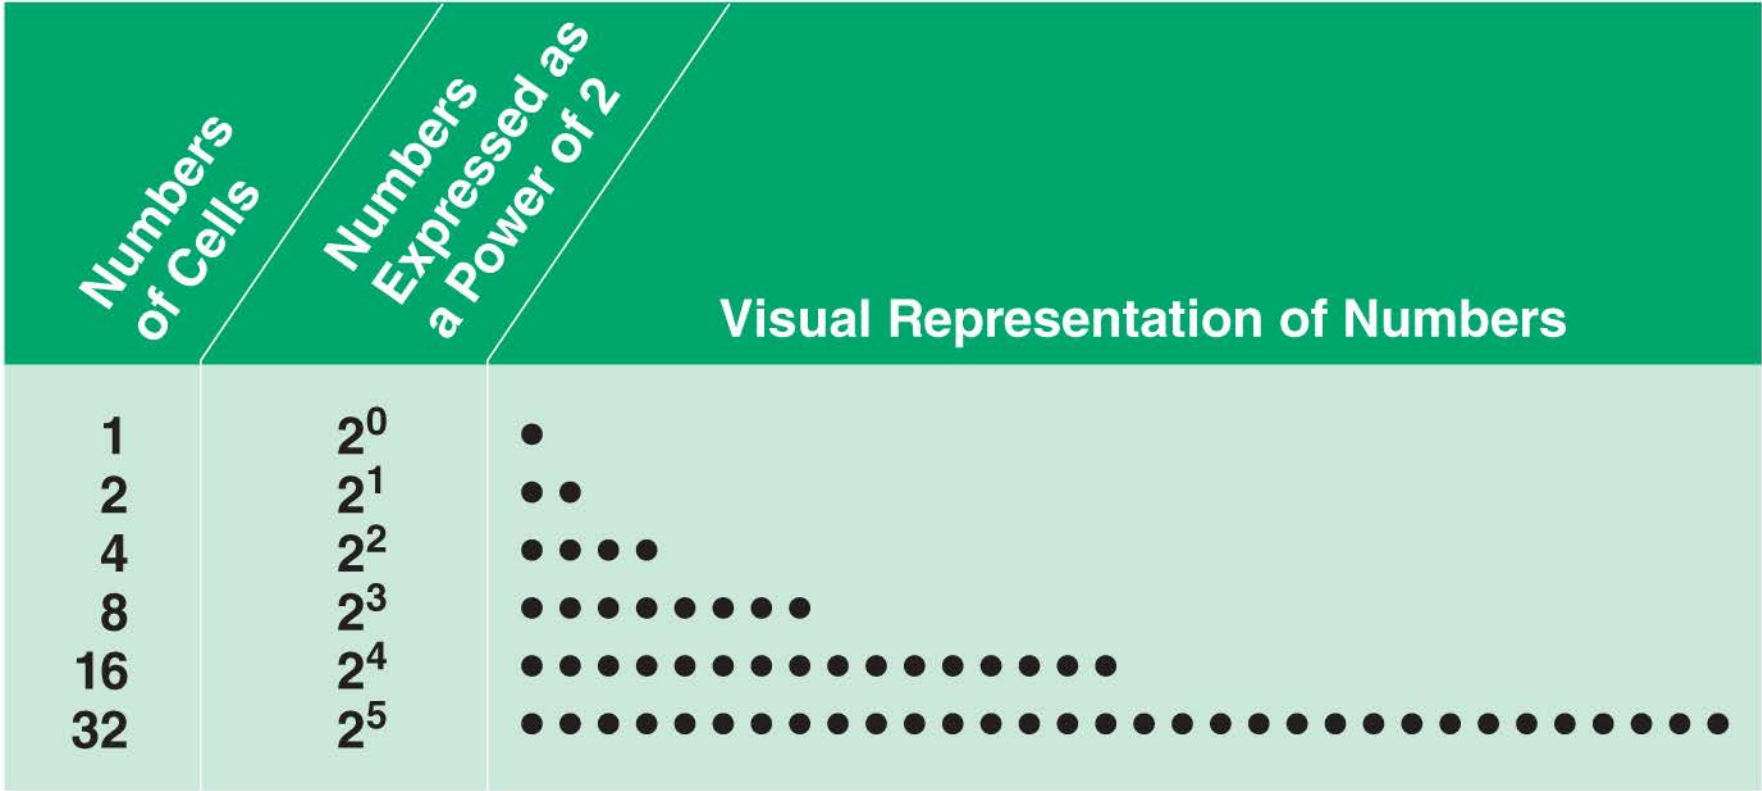 Numbers
of Cells
Numbers
Expressed as
a Power of 2
Visual Representation of Numbers
1 2⁰
2 2¹
4 2²
8 2³
16 2⁴
32 2⁵